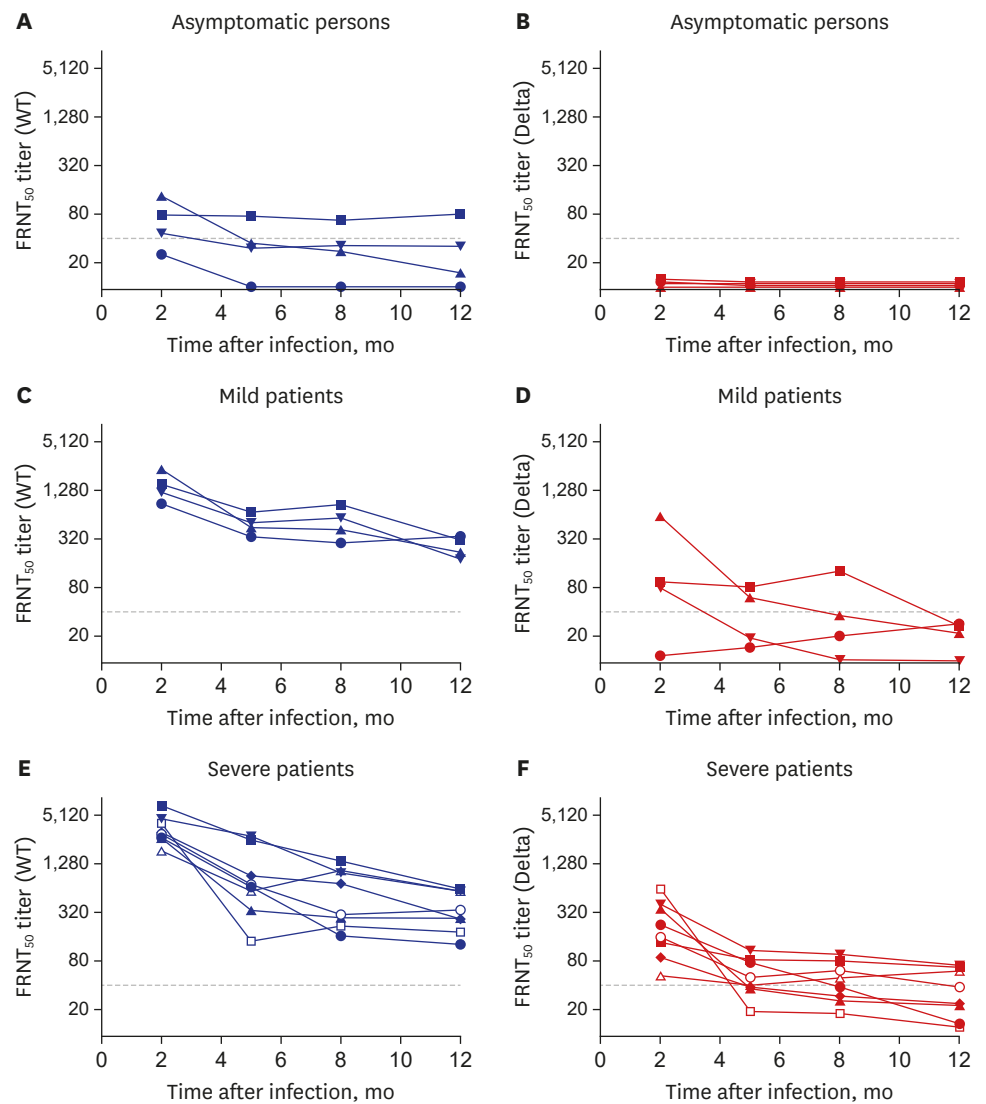 A Asymptomatic persons
FRNT50 titer (WT)
5,120
1,280
320
80
20
0 2 4 6 8 10 12
Time after infection, mo
B Asymptomatic persons
FRNT50 titer (Delta)
5,120
1,280
320
80
20
0 2 4 6 8 10 12
Time after infection, mo
C Mild patients
FRNT50 titer (WT)
5,120
1,280
320
80
20
0 2 4 6 8 10 12
Time after infection, mo
D Mild patients
FRNT50 titer (Delta)
5,120
1,280
320
80
20
0 2 4 6 8 10 12
Time after infection, mo
E Severe patients
FRNT50 titer (WT)
5,120
1,280
320
80
20
0 2 4 6 8 10 12
Time after infection, mo
F Severe patients
FRNT50 titer (Delta)
5,120
1,280
320
80
20
0 2 4 6 8 10 12
Time after infection, mo